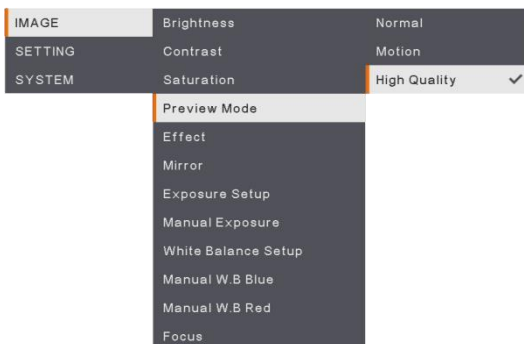 IMAGE
SETTING
SYSTEM
Brightness
Contrast
Saturation
Preview Mode
Effect
Mirror
Exposure Setup
Manual Exposure
White Balance Setup
Manual W.B Blue
Manual W.B Red
Focus
Normal
Motion
High Quality